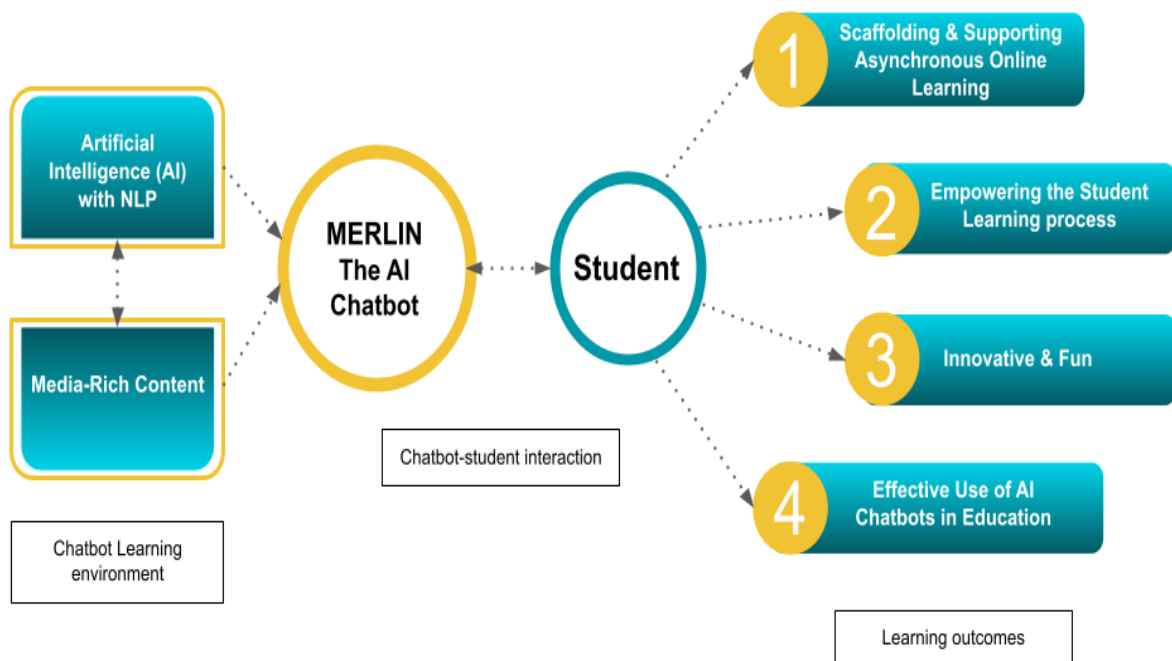 Artificial
Intelligence (AI)
with NLP
Media-Rich Content
Chatbot Learning
environment
MERLIN
The AI
Chatbot
Student
Chatbot-student interaction
1
Scaffolding & Supporting
Asynchronous Online
Learning
2
Empowering the Student
Learning process
3
Innovative & Fun
4
Effective Use of AI
Chatbots in Education
Learning outcomes